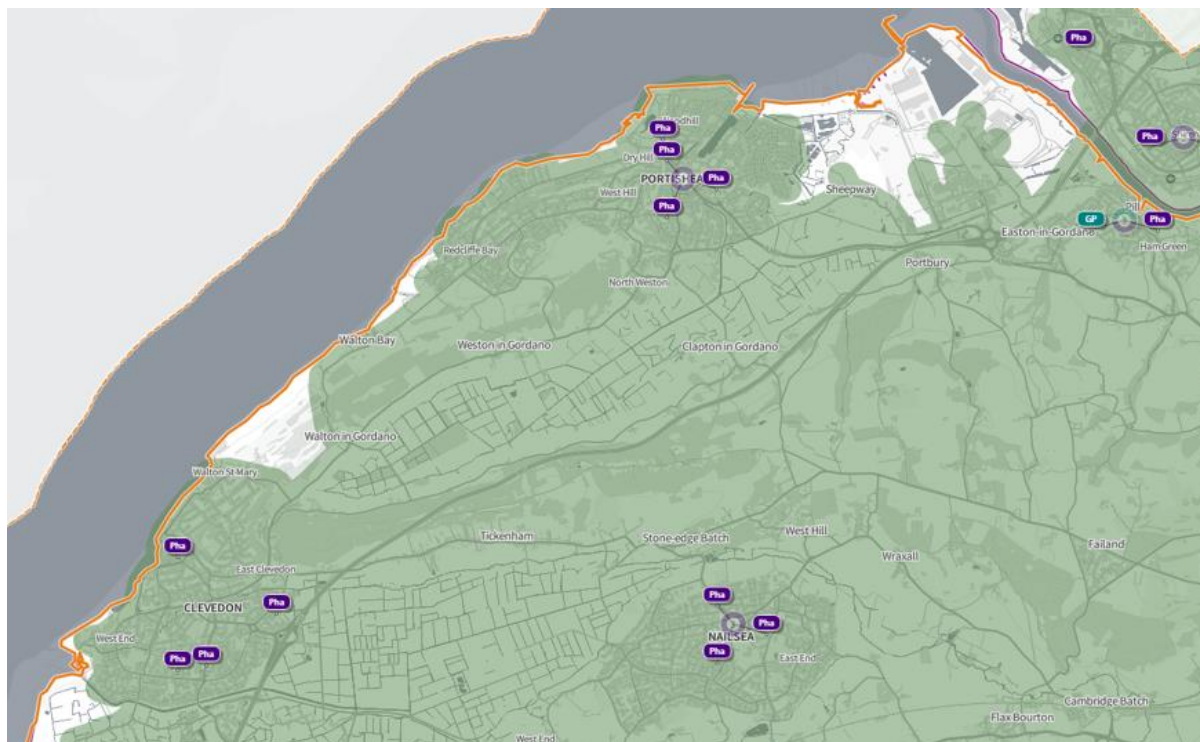 Pha
Pha
Pha
Dry Hill
Pha
PORTISHEA
Pha
Shire
West Hill
Sheepway
Pha
Pill
GP
Pha
Easton-in-Gordano
Ham Green
Redcliffe Bay
Portbury
North Weston
Walton Bay
Weston in Gordano
Clapton in Gordano
Walton in Gordano
Walton St Mary
West Hill
Tickenham
Stone-edge Batch
Failand
Pha
Wraxall
East Clevedon
Pha
Pha
CLEVEDON
Pha
NAILSEA
West End
Pha
Pha
Pha
East End
Cambridge Batch
Flax Bourton
West End